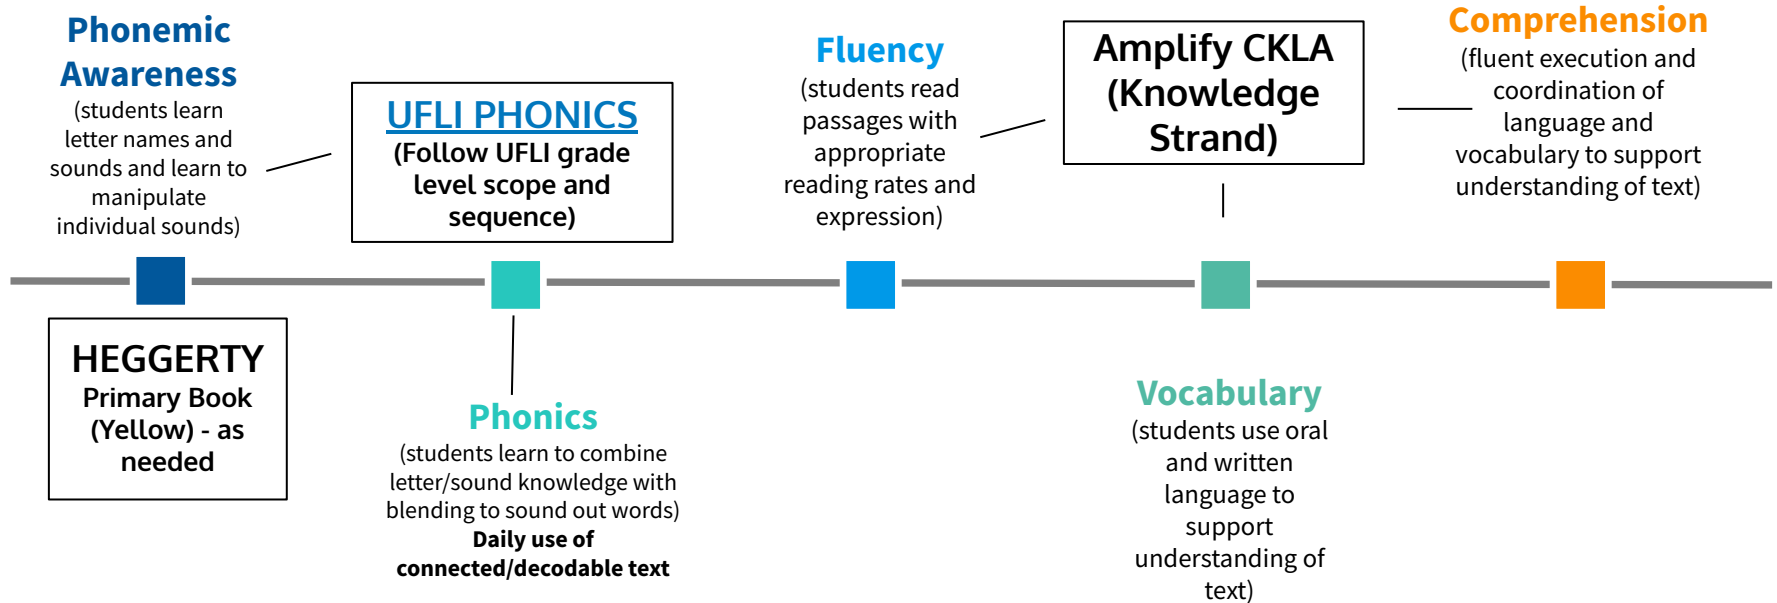 Phonemic
Awareness
(students learn
letter names and
sounds and learn to
manipulate
individual sounds)
HEGGERTY
Primary Book
(Yellow) - as
needed
UFLI PHONICS
(Follow UFLI grade
level scope and
sequence)
Phonics
(students learn to combine
letter/sound knowledge with
blending to sound out words)
Daily use of
connected/decodable text
Fluency
(students read
passages with
appropriate
reading rates and
expression)
Amplify CKLA
(Knowledge
Strand)
Vocabulary
(students use oral
and written
language to
support
understanding of
text)
Comprehension
(fluent execution and
coordination of
language and
vocabulary to support
understanding of text)